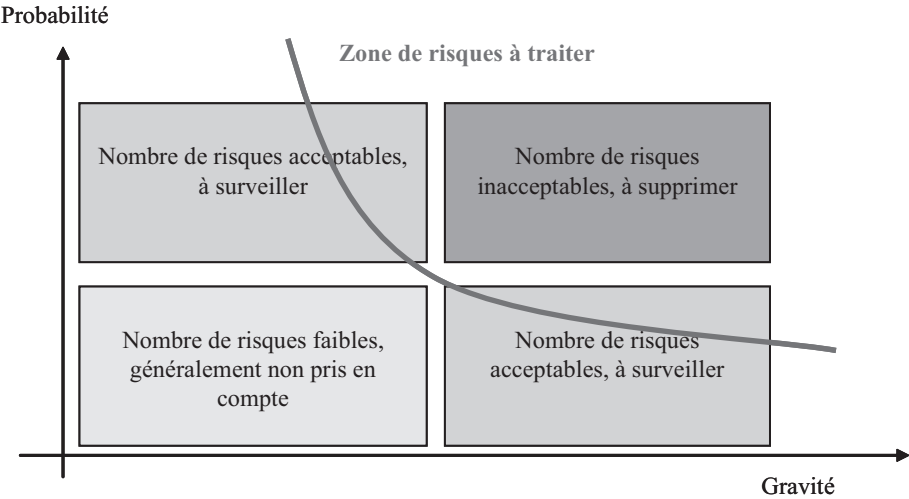 Probabilité
Zone de risques à traiter
Nombre de risques acceptables,
à surveiller
Nombre de risques
inacceptables, à supprimer
Nombre de risques faibles,
généralement non pris en
compte
Nombre de risques
acceptables, à surveiller
Gravité